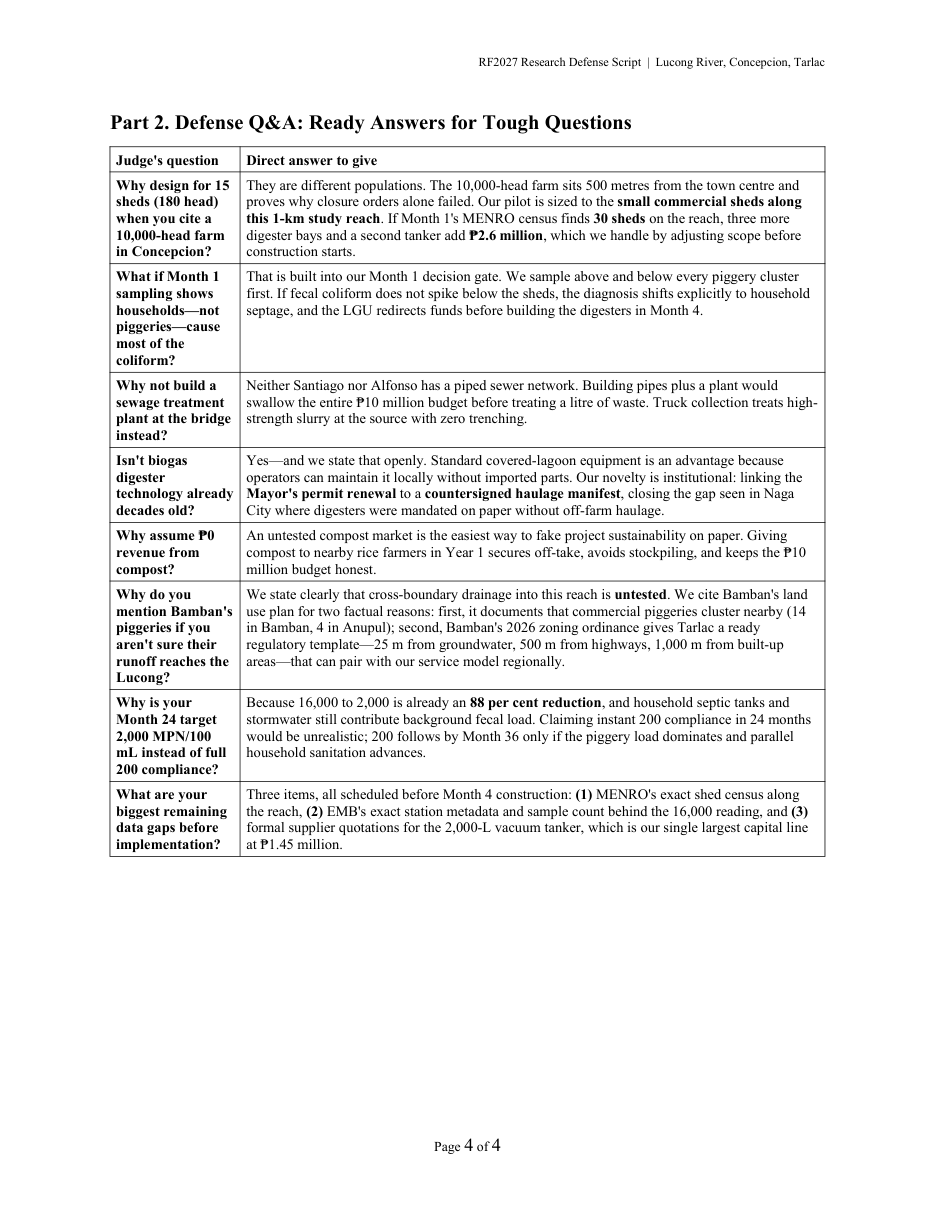 RF2027 Research Defense Script | Lucong River, Concepcion, Tarlac
Part 2. Defense Q&A: Ready Answers for Tough Questions
Judge's question
Direct answer to give
Why design for 15
sheds (180 head)
when you cite a
10,000-head farm
in Concepcion?
They are different populations. The 10,000-head farm sits 500 metres from the town centre and
proves why closure orders alone failed. Our pilot is sized to the small commercial sheds along
this 1-km study reach. If Month 1's MENRO census finds 30 sheds on the reach, three more
digester bays and a second tanker add ₱2.6 million, which we handle by adjusting scope before
construction starts.
What if Month 1
sampling shows
households—not
piggeries—cause
most of the
coliform?
That is built into our Month 1 decision gate. We sample above and below every piggery cluster
first. If fecal coliform does not spike below the sheds, the diagnosis shifts explicitly to household
septage, and the LGU redirects funds before building the digesters in Month 4.
Why not build a
sewage treatment
plant at the bridge
instead?
Neither Santiago nor Alfonso has a piped sewer network. Building pipes plus a plant would
swallow the entire ₱10 million budget before treating a litre of waste. Truck collection treats high-
strength slurry at the source with zero trenching.
Isn't biogas
digester
technology already
decades old?
Yes—and we state that openly. Standard covered-lagoon equipment is an advantage because
operators can maintain it locally without imported parts. Our novelty is institutional: linking the
Mayor's permit renewal to a countersigned haulage manifest, closing the gap seen in Naga
City where digesters were mandated on paper without off-farm haulage.
Why assume ₱0
revenue from
compost?
An untested compost market is the easiest way to fake project sustainability on paper. Giving
compost to nearby rice farmers in Year 1 secures off-take, avoids stockpiling, and keeps the ₱10
million budget honest.
Why do you
mention Bamban's
piggeries if you
aren't sure their
runoff reaches the
Lucong?
We state clearly that cross-boundary drainage into this reach is untested. We cite Bamban's land
use plan for two factual reasons: first, it documents that commercial piggeries cluster nearby (14
in Bamban, 4 in Anupul); second, Bamban's 2026 zoning ordinance gives Tarlac a ready
regulatory template—25 m from groundwater, 500 m from highways, 1,000 m from built-up
areas—that can pair with our service model regionally.
Why is your
Month 24 target
2,000 MPN/100
mL instead of full
200 compliance?
Because 16,000 to 2,000 is already an 88 per cent reduction, and household septic tanks and
stormwater still contribute background fecal load. Claiming instant 200 compliance in 24 months
would be unrealistic; 200 follows by Month 36 only if the piggery load dominates and parallel
household sanitation advances.
What are your
biggest remaining
data gaps before
implementation?
Three items, all scheduled before Month 4 construction: (1) MENRO's exact shed census along
the reach, (2) EMB's exact station metadata and sample count behind the 16,000 reading, and (3)
formal supplier quotations for the 2,000-L vacuum tanker, which is our single largest capital line
at ₱1.45 million.
Page 4 of 4